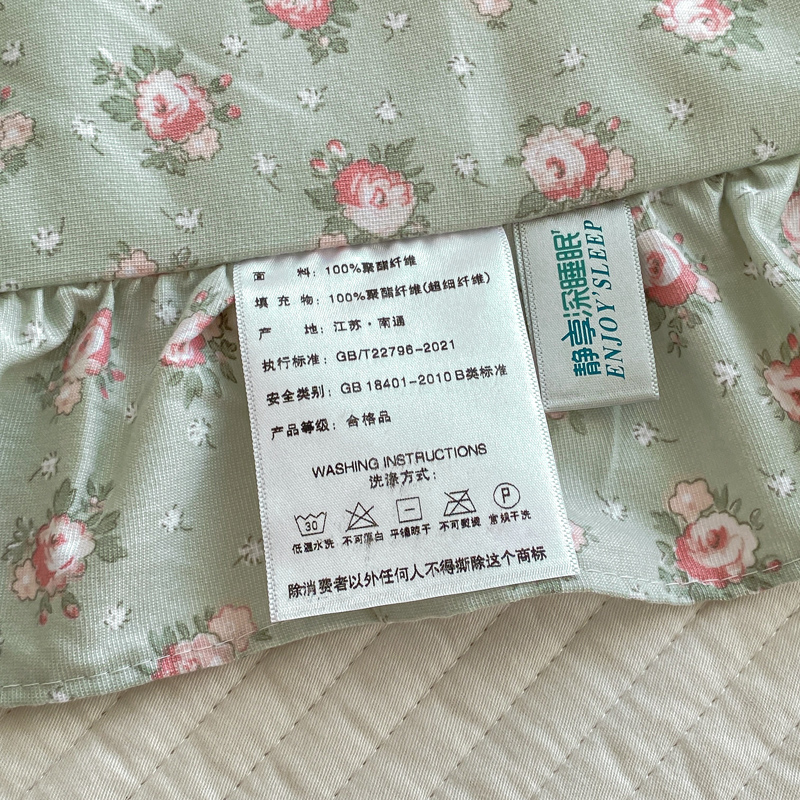 面 料：100%聚酯纤维
填 充 物：100%聚酯纤维(超细纤维)
产 地：江苏·南通
执行标准：GB/T22796-2021
安全类别：GB 18401-2010 B类标准
产品等级：合格品
WASHING INSTRUCTIONS
洗涤方式：
30
P
低温水洗 不可漂白 平铺晾干 不可熨烫 常规干洗
除消费者以外任何人不得撕除这个商标
静享深睡眠
ENJOY'SLEEP